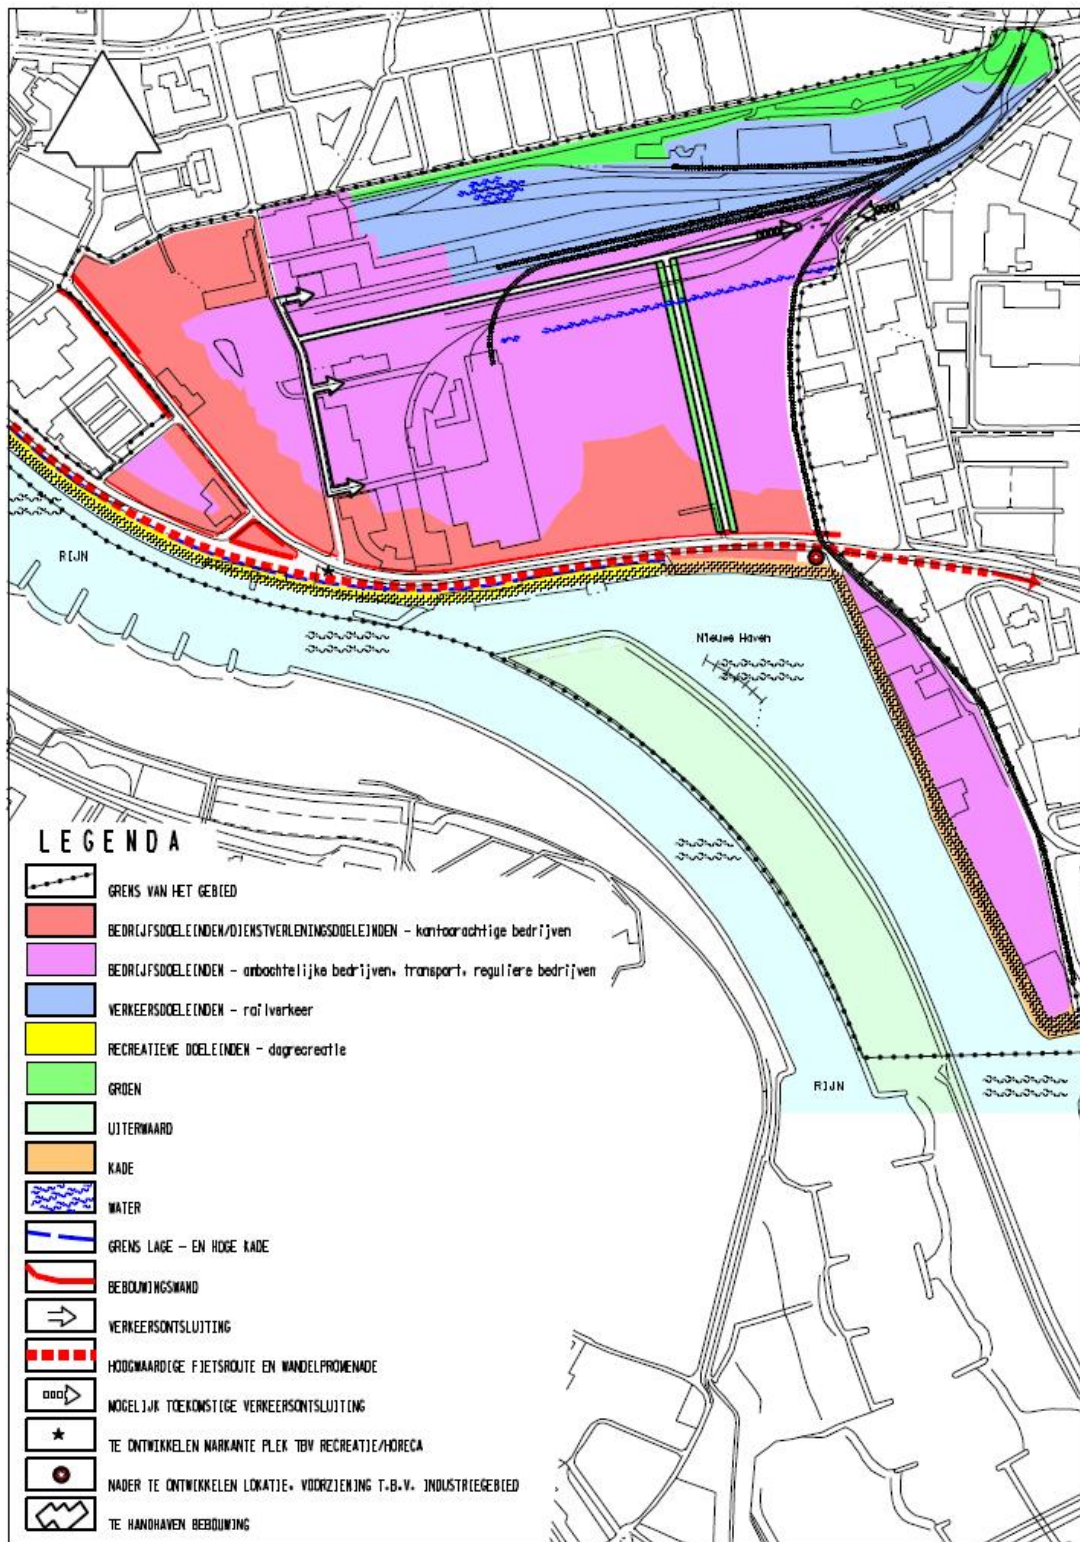 Nieuwe Haven
RIJN
RIJN
LEGENDA
GRENS VAN HET GEBIED
BEDRIJFSDOELEINDEN/DIENSTVERLENINGSDOELEINDEN - kantoorachtige bedrijven
BEDRIJFSDOELEINDEN - ambachtelijke bedrijven, transport, reguliere bedrijven
VERKEERSDOELEINDEN - railverkeer
RECREATIEVE DOELEINDEN - dagrecreatie
GROEN
UITERWAARD
KADE
WATER
GRENS LAGE - EN HOGE KADE
BEBOUWINGSWAND
VERKEERSONTSLUITING
HOOGWAARDIGE FIETSROUTE EN WANDELPROMENADE
MOGELIJK TOEKOMSTIGE VERKEERSONTSLUITING
TE ONTWIKKELEN MARKANTE PLEK TBV RECREATIE/HORECA
NADER TE ONTWIKKELEN LOKATIE, VOORZIENING T.B.V. INDUSTRIEGEBIED
TE HANDHAVEN BEBOUWING